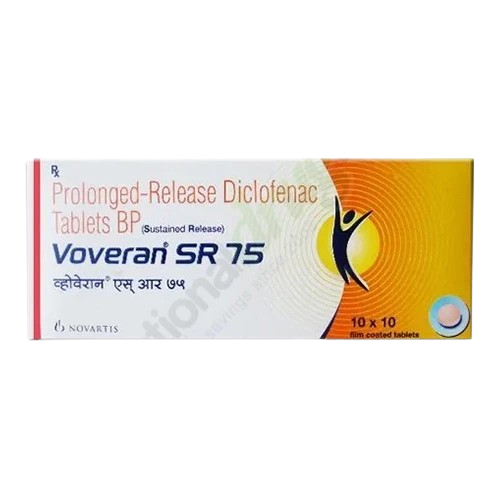 Rx
Prolonged-Release Diclofenac
Tablets BP (Sustained Release)
Voveran® SR 75
व्होवेरान® एस् आर ७५
NOVARTIS
10 x 10
film coated tablets